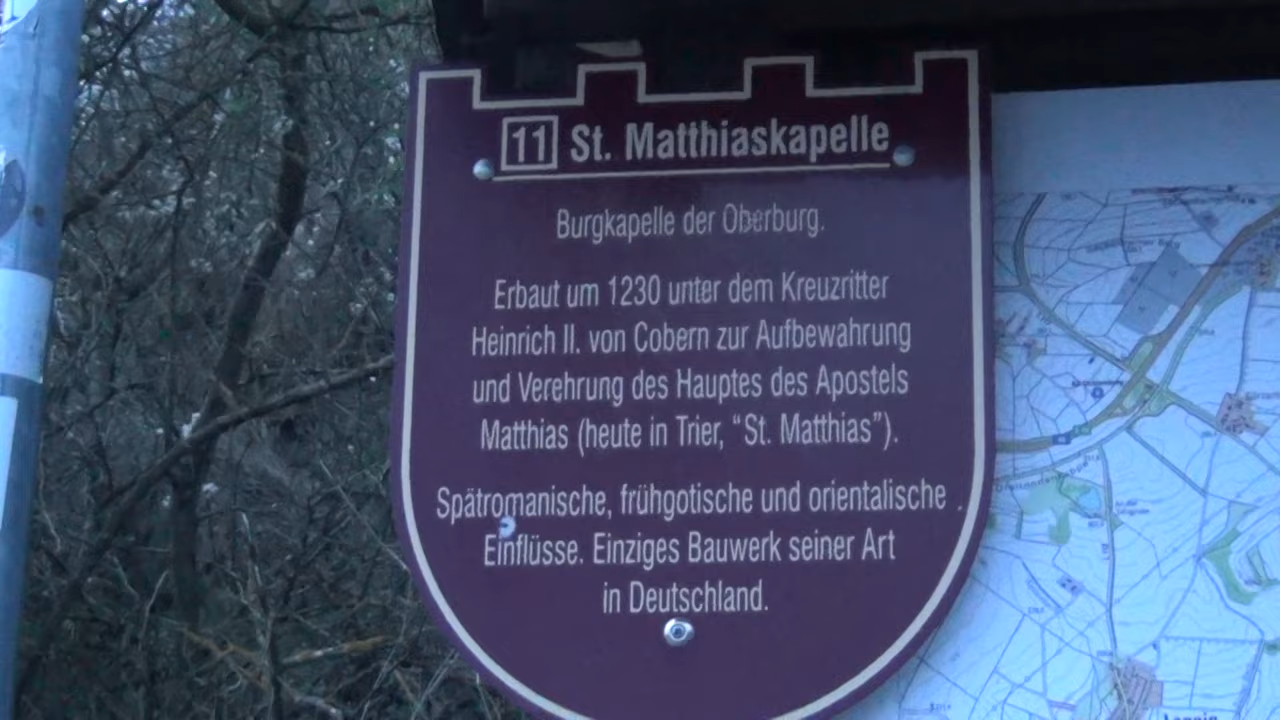 11 St. Matthiaskapelle
Burgkapelle der Oberburg.
Erbaut um 1230 unter dem Kreuzritter
Heinrich II. von Cobern zur Aufbewahrung
und Verehrung des Hauptes des Apostels
Matthias (heute in Trier, “St. Matthias”).
Spätromanische, frühgotische und orientalische
Einflüsse. Einziges Bauwerk seiner Art
in Deutschland.